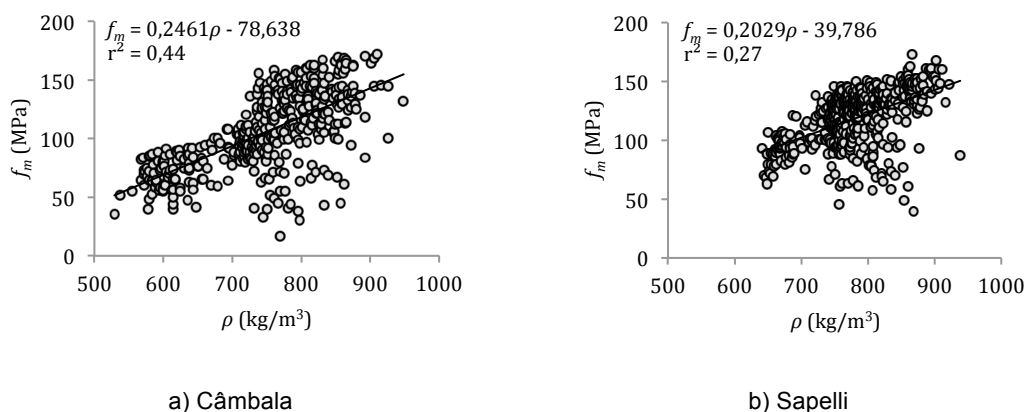 f_m = 0,2461ρ - 78,638
r² = 0,44
200
150
100
50
0
f_m (MPa)
500 600 700 800 900 1000
ρ (kg/m³)
a) Câmbala
f_m = 0,2029ρ - 39,786
r² = 0,27
200
150
100
50
0
f_m (MPa)
500 600 700 800 900 1000
ρ (kg/m³)
b) Sapelli